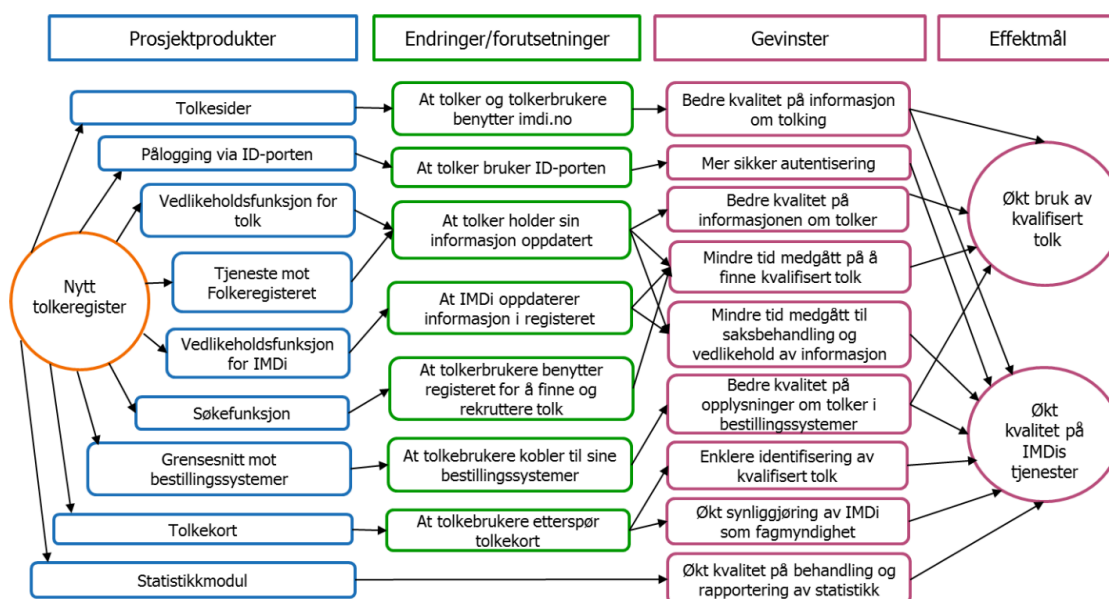 Prosjektprodukter
Endringer/forutsetninger
Gevinster
Effektmål
Nytt
tolkeregister
Tolkesider
Pålogging via ID-porten
Vedlikeholdsfunksjon for
tolk
Tjeneste mot
Folkeregisteret
Vedlikeholdsfunksjon
for IMDi
Søkefunksjon
Grensesnitt mot
bestillingssystemer
Tolkekort
Statistikkmodul
At tolker og tolkerbrukere
benytter imdi.no
At tolker bruker ID-porten
At tolker holder sin
informasjon oppdatert
At IMDi oppdaterer
informasjon i registeret
At tolkerbrukere benytter
registeret for å finne og
rekruttere tolk
At tolkebrukere kobler til sine
bestillingssystemer
At tolkebrukere etterspør
tolkekort
Bedre kvalitet på informasjon
om tolking
Mer sikker autentisering
Bedre kvalitet på
informasjonen om tolker
Mindre tid medgått på å
finne kvalifisert tolk
Mindre tid medgått til
saksbehandling og
vedlikehold av informasjon
Bedre kvalitet på
opplysninger om tolker i
bestillingssystemer
Enklere identifisering av
kvalifisert tolk
Økt synliggjøring av IMDi
som fagmyndighet
Økt kvalitet på behandling og
rapportering av statistikk
Økt bruk av
kvalifisert
tolk
Økt
kvalitet på
IMDis
tjenester